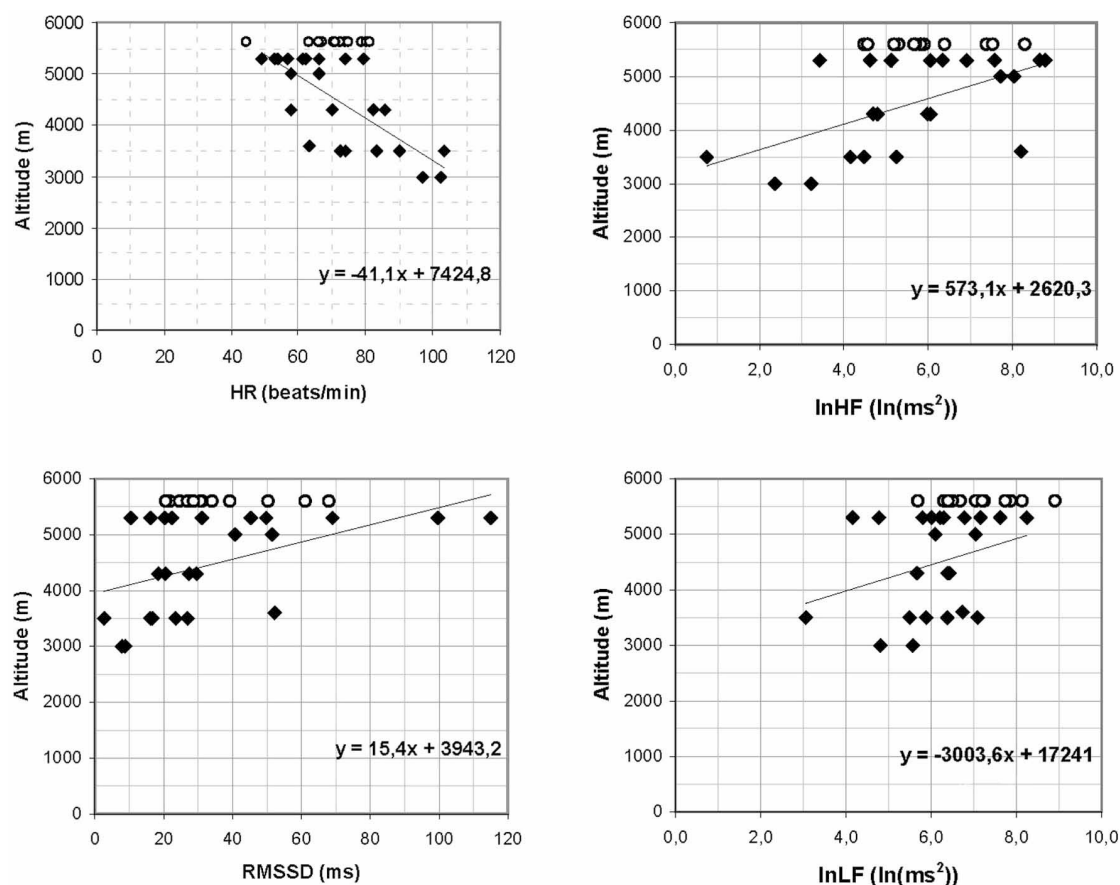 6000
5000
4000
3000
2000
1000
0
Altitude (m)
y = -41,1x + 7424,8
0 20 40 60 80 100 120
HR (beats/min)
6000
5000
4000
3000
2000
1000
0
Altitude (m)
y = 573,1x + 2620,3
0,0 2,0 4,0 6,0 8,0 10,0
lnHF (ln(ms²))
6000
5000
4000
3000
2000
1000
0
Altitude (m)
y = 15,4x + 3943,2
0 20 40 60 80 100 120
RMSSD (ms)
6000
5000
4000
3000
2000
1000
0
Altitude (m)
y = -3003,6x + 17241
0,0 2,0 4,0 6,0 8,0 10,0
lnLF (ln(ms²))